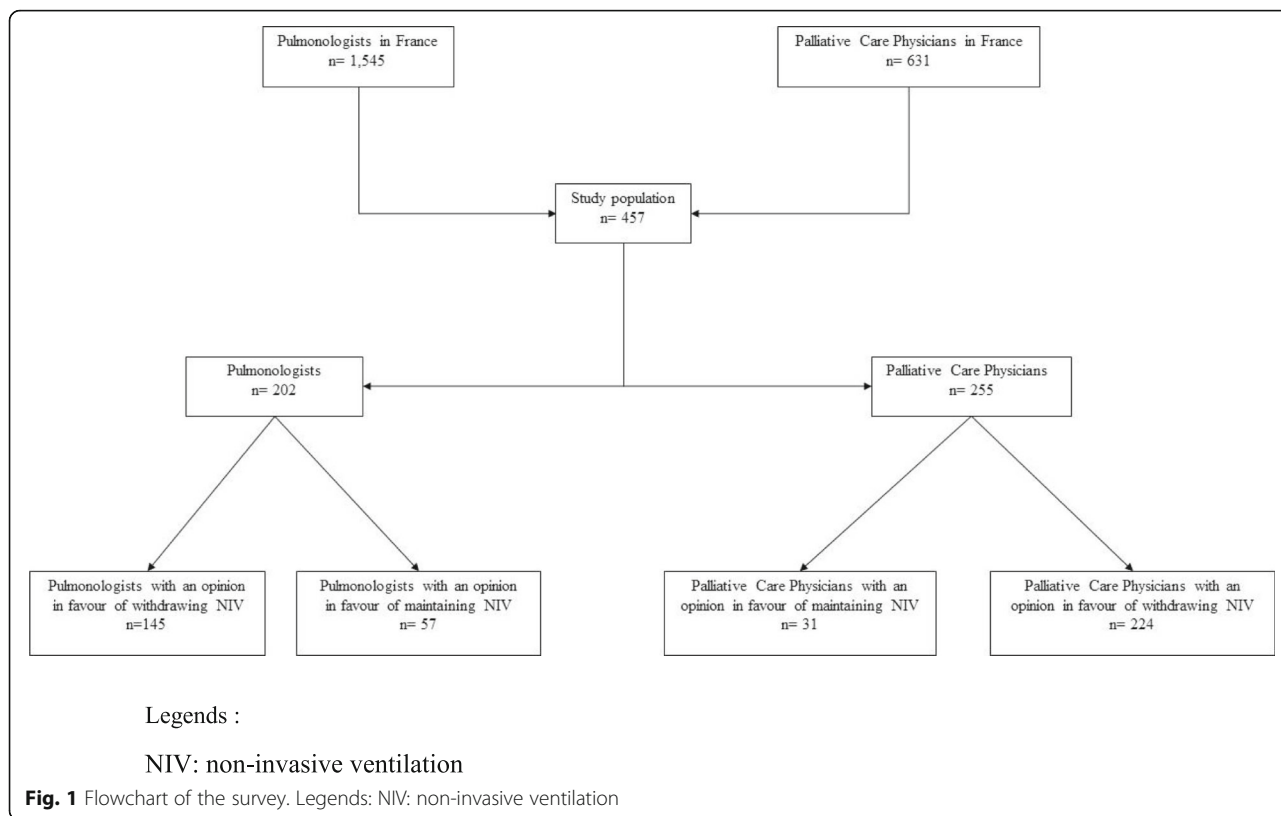 Pulmonologists in France
n= 1,545
Palliative Care Physicians in France
n= 631
Study population
n= 457
Pulmonologists
n= 202
Palliative Care Physicians
n= 255
Pulmonologists with an opinion
in favour of withdrawing NIV
n=145
Pulmonologists with an opinion
in favour of maintaining NIV
n= 57
Palliative Care Physicians with an
opinion in favour of maintaining NIV
n= 31
Palliative Care Physicians with an
opinion in favour of withdrawing NIV
n= 224
Legends :
NIV: non-invasive ventilation
Fig. 1 Flowchart of the survey. Legends: NIV: non-invasive ventilation